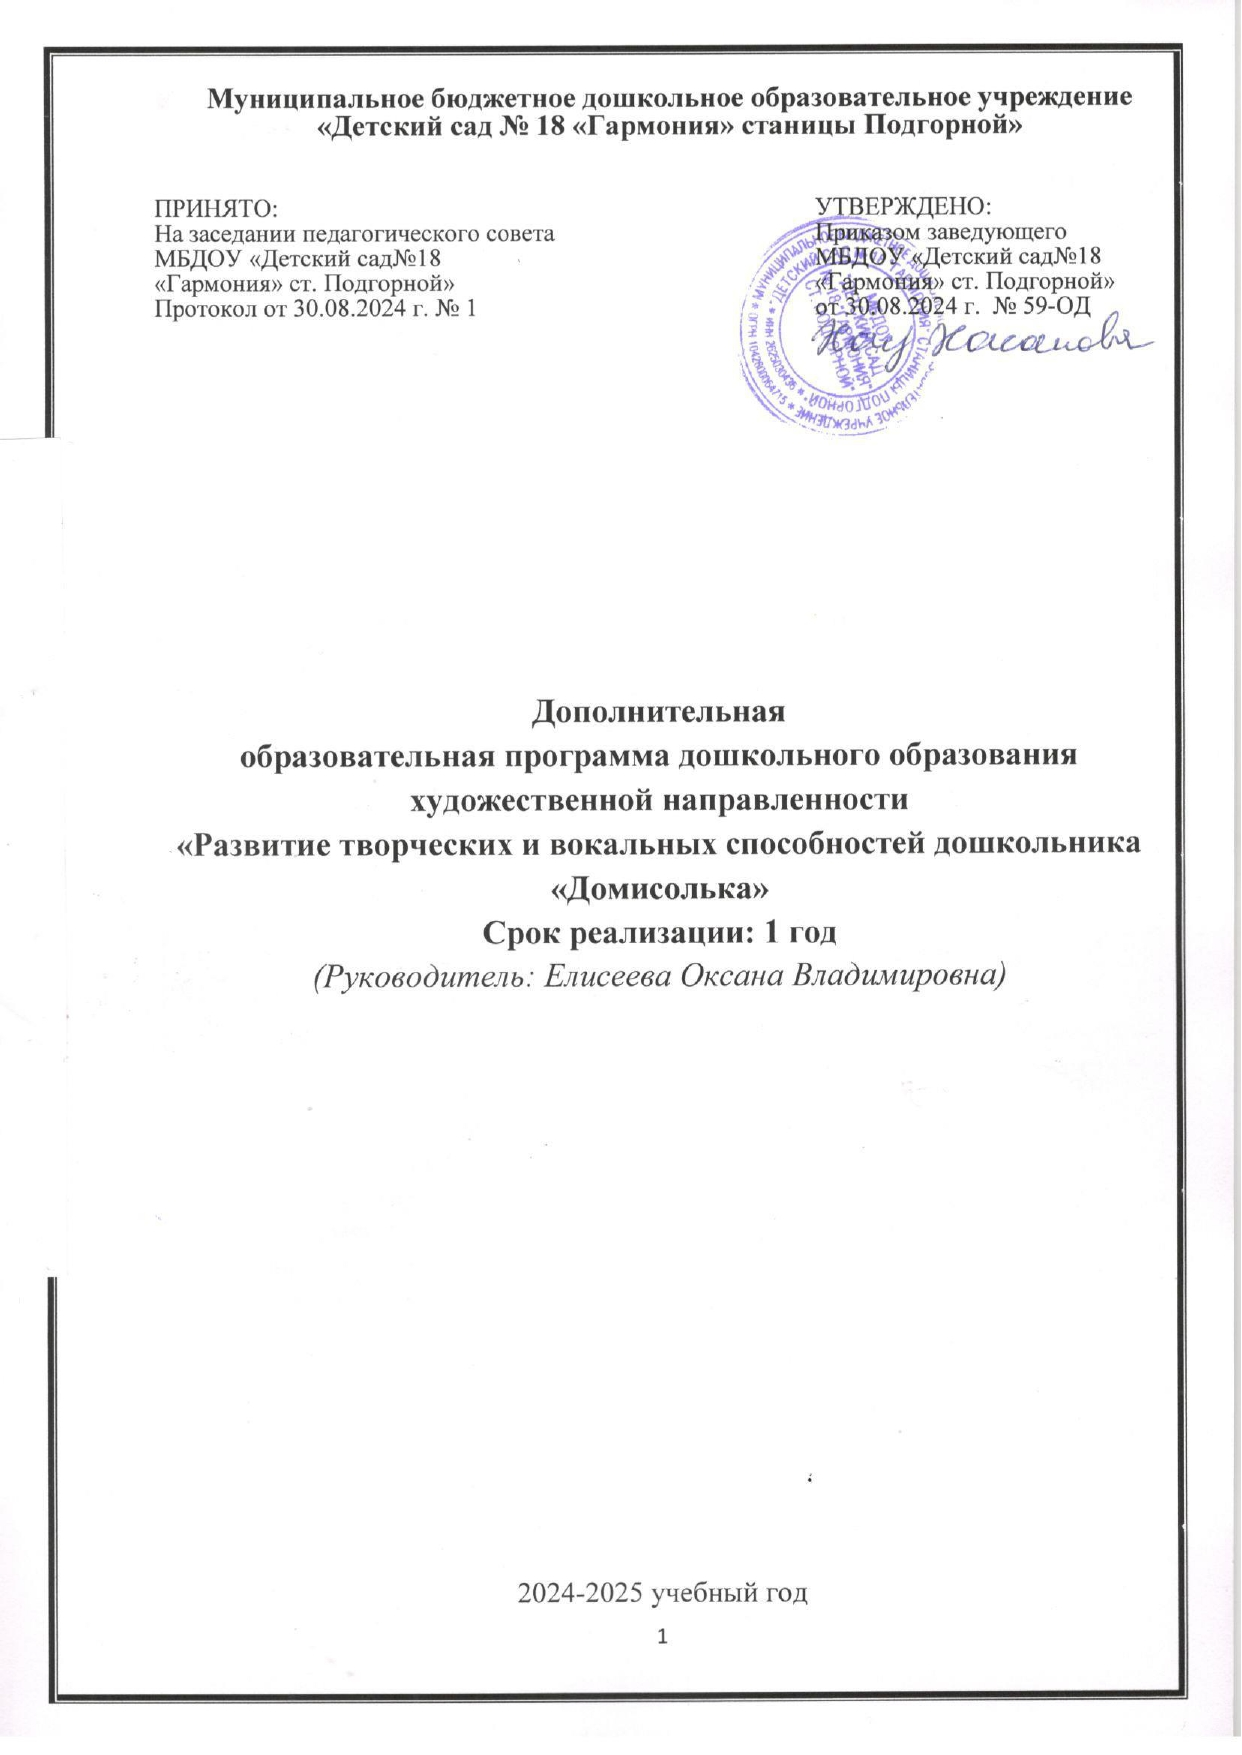 Муниципальное бюджетное дошкольное образовательное учреждение
«Детский сад № 18 «Гармония» станицы Подгорной»
ПРИНЯТО:
На заседании педагогического совета
МБДОУ «Детский сад№18
«Гармония» ст. Подгорной»
Протокол от 30.08.2024 г. № 1
УТВЕРЖДЕНО:
Приказом заведующего
МБДОУ «Детский сад№18
«Гармония» ст. Подгорной»
от 30.08.2024 г. № 59-ОД
Дополнительная
образовательная программа дошкольного образования
художественной направленности
«Развитие творческих и вокальных способностей дошкольника
«Домисолька»
Срок реализации: 1 год
(Руководитель: Елисеева Оксана Владимировна)
2024-2025 учебный год
1